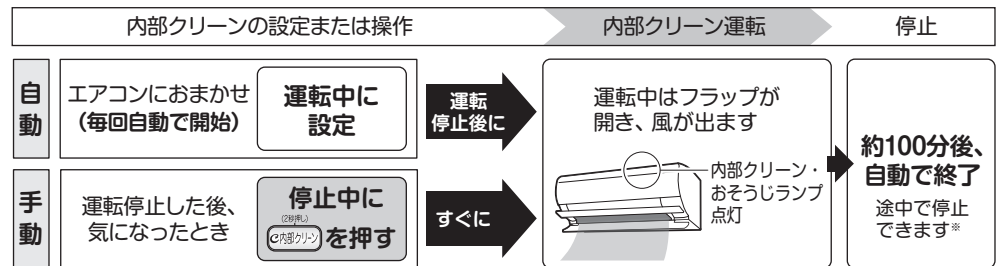 内部クリーンの設定または操作
内部クリーン運転
停止
自動
エアコンにおまかせ
(毎回自動で開始)
運転中に
設定
運転
停止後に
手動
運転停止した後、
気になったとき
停止中に
(2秒押し)
内部クリーン を押す
すぐに
運転中はフラップが
開き、風が出ます
内部クリーン・
おそうじランプ
点灯
約100分後、
自動で終了
途中で停止
できます※